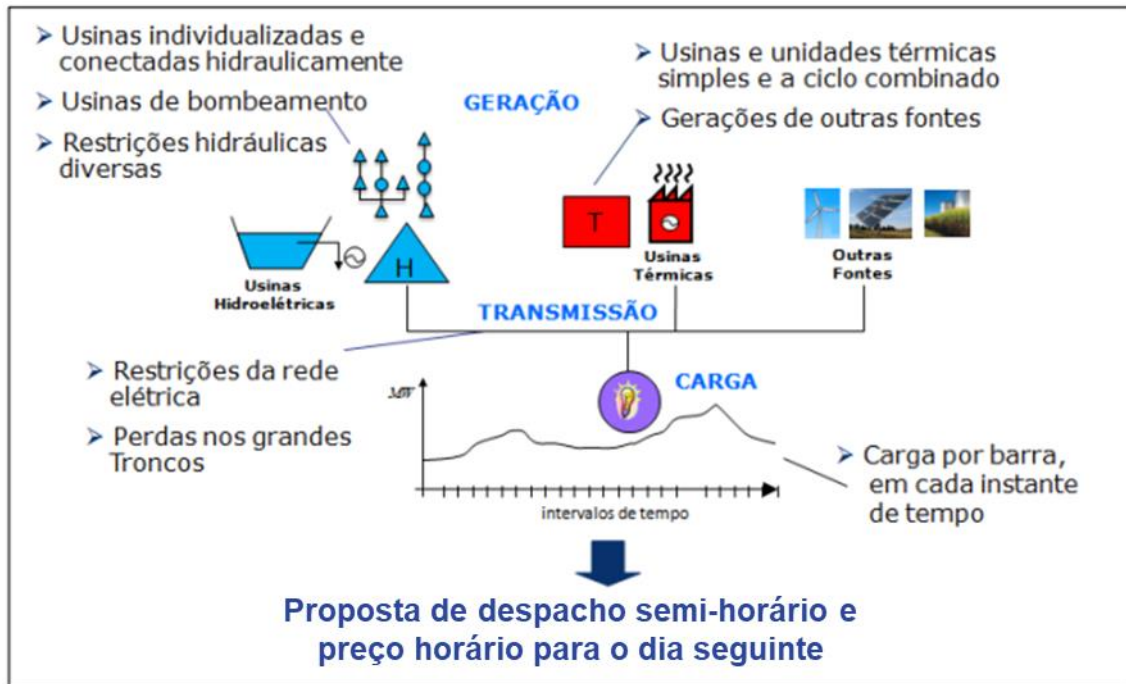 ➢ Usinas individualizadas e
conectadas hidraulicamente
➢ Usinas de bombeamento
➢ Restrições hidráulicas
diversas
GERAÇÃO
➢ Usinas e unidades térmicas
simples e a ciclo combinado
➢ Gerações de outras fontes
T
H
Usinas
Hidroelétricas
Usinas
Térmicas
Outras
Fontes
TRANSMISSÃO
➢ Restrições da rede
elétrica
➢ Perdas nos grandes
Troncos
MW
CARGA
➢ Carga por barra,
em cada instante
de tempo
intervalos de tempo
Proposta de despacho semi-horário e
preço horário para o dia seguinte